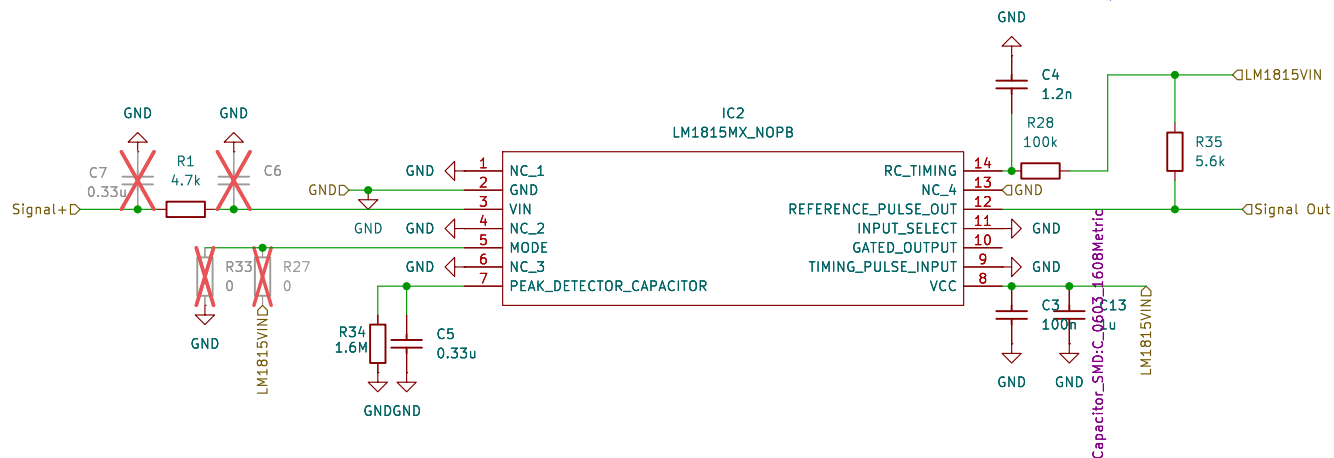 GND
C4
1.2n
LM1815VIN
IC2
LM1815MX_NOPB
GND
GND
R28
100k
R35
5.6k
C7
0.33u
R1
4.7k
C6
GND
1
NC_1
RC_TIMING
14
GND
2
GND
NC_4
13
GND
Signal+
3
VIN
REFERENCE_PULSE_OUT
12
Signal Out
GND
GND
4
NC_2
INPUT_SELECT
11
GND
5
MODE
GATED_OUTPUT
10
R33
0
R27
0
GND
6
NC_3
TIMING_PULSE_INPUT
9
GND
7
PEAK_DETECTOR_CAPACITOR
VCC
8
GND
LM1815VIN
R34
1.6M
C5
0.33u
C3
100n
C13
1u
LM1815VIN
Capacitor_SMD:C_0603_1608Metric
GND
GND
GND
GND